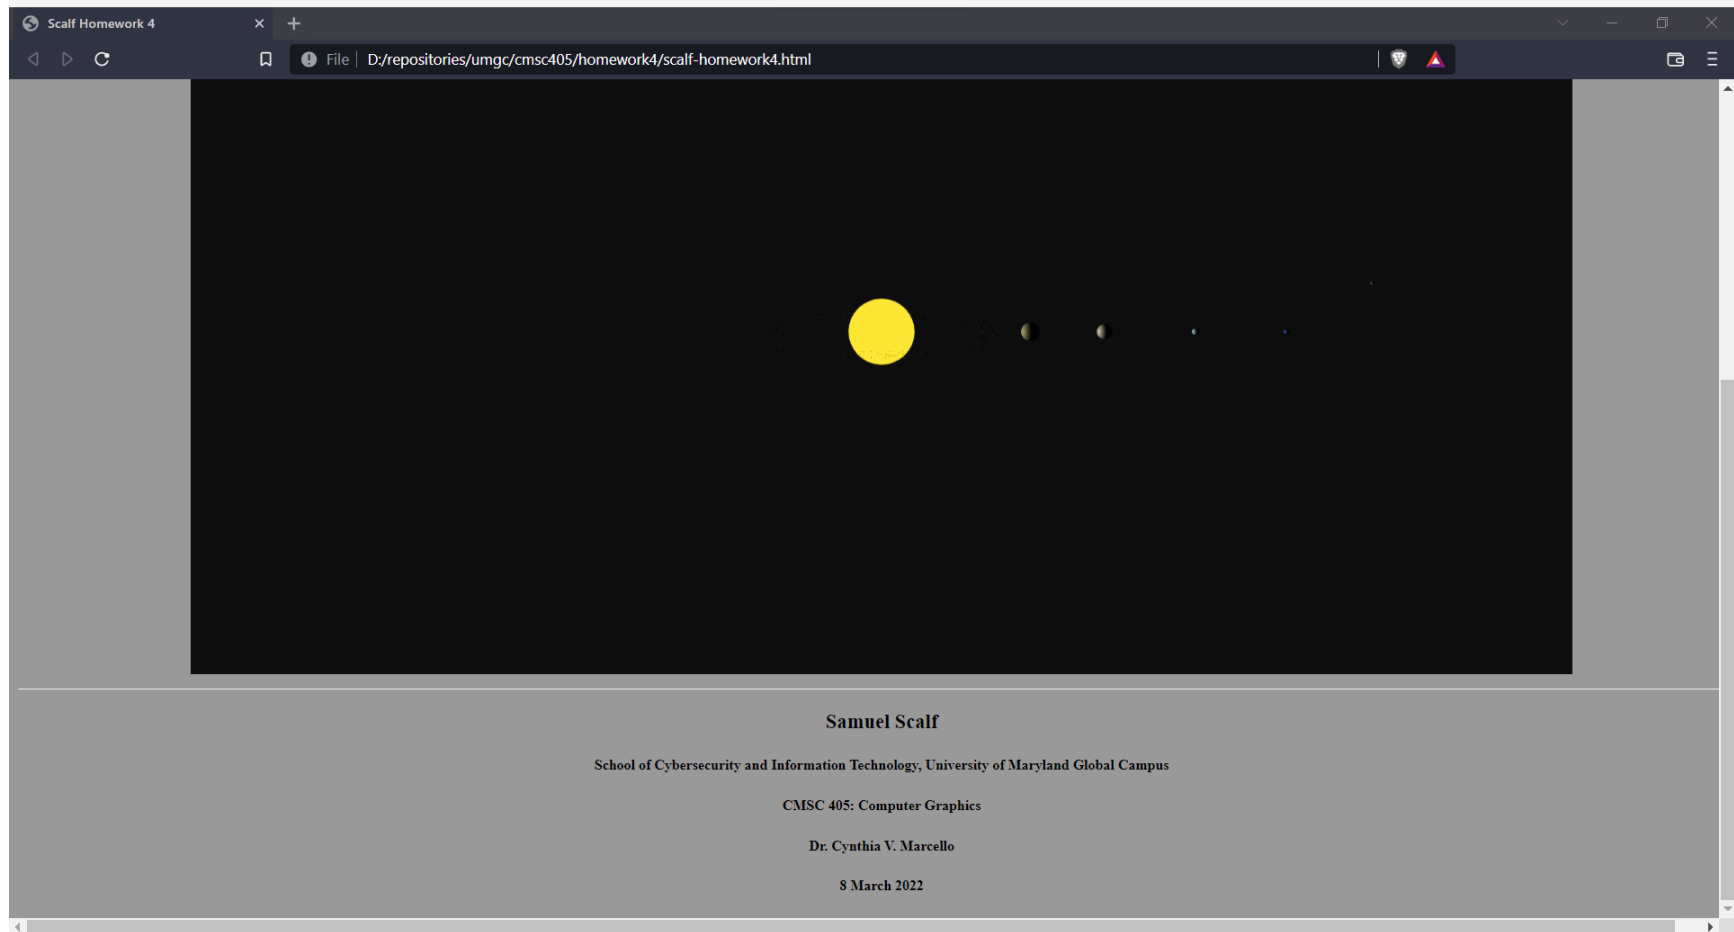 Scalf Homework 4
File
D:/repositories/umgc/cmsc405/homework4/scalf-homework4.html
Samuel Scalf
School of Cybersecurity and Information Technology, University of Maryland Global Campus
CMSC 405: Computer Graphics
Dr. Cynthia V. Marcello
8 March 2022